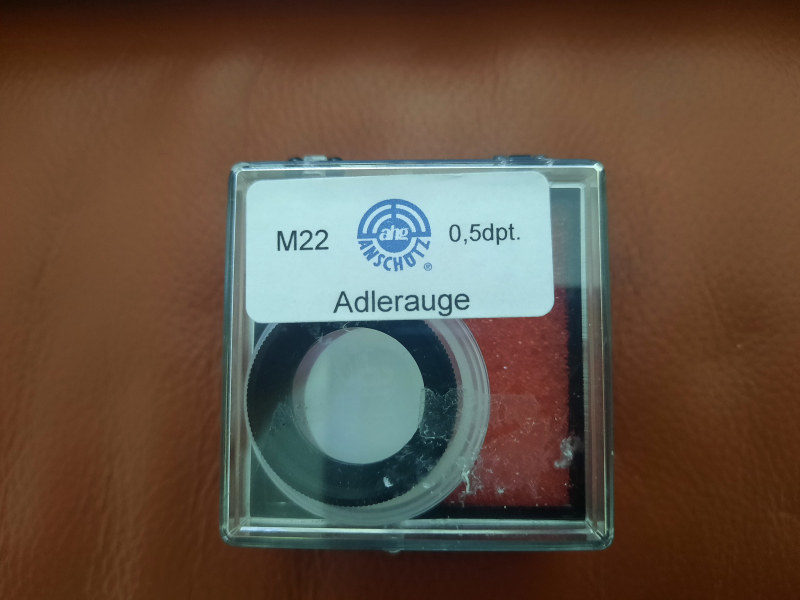 M22 ahg 0,5dpt.
ANSCHÜTZ ®
Adlerauge